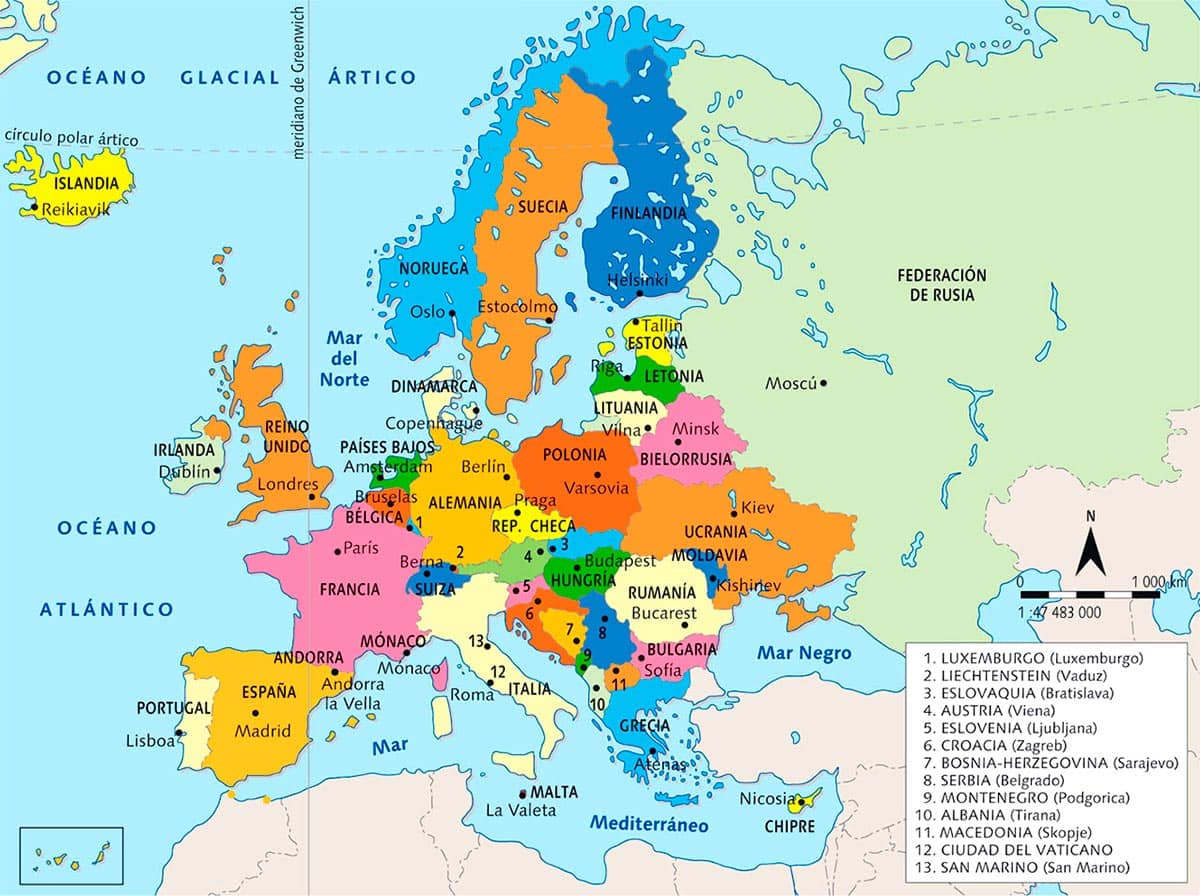 OCÉANO GLACIAL ÁRTICO
meridiano de Greenwich
círculo polar ártico
ISLANDIA
Reikiavik
SUECIA
FINLANDIA
NORUEGA
FEDERACIÓN
DE RUSIA
Helsinki
Oslo
Estocolmo
Tallin
ESTONIA
Mar
del
Norte
Riga
LETONIA
Moscú
DINAMARCA
LITUANIA
Copenhague
Vilna
Minsk
REINO
UNIDO
IRLANDA
Dublín
PAÍSES BAJOS
Amsterdam
Berlín
POLONIA
BIELORRUSIA
Londres
Varsovia
Bruselas
ALEMANIA
Praga
Kiev
BÉLGICA
1
REP. CHECA
UCRANIA
OCÉANO
ATLÁNTICO
París
Berna
2
4
3
Budapest
MOLDAVIA
FRANCIA
SUIZA
HUNGRÍA
Kishinev
5
RUMANÍA
6
Bucarest
7
8
MÓNACO
13
BULGARIA
Mar Negro
ANDORRA
Mónaco
9
Sofía
Andorra
la Vella
12
Roma
ITALIA
11
10
ESPAÑA
PORTUGAL
Madrid
Lisboa
GRECIA
Atenas
Mar
Mediterráneo
MALTA
La Valeta
Nicosia
CHIPRE
N
0 1 000 km
1 :47 483 000
1. LUXEMBURGO (Luxemburgo)
2. LIECHTENSTEIN (Vaduz)
3. ESLOVAQUIA (Bratislava)
4. AUSTRIA (Viena)
5. ESLOVENIA (Ljubljana)
6. CROACIA (Zagreb)
7. BOSNIA-HERZEGOVINA (Sarajevo)
8. SERBIA (Belgrado)
9. MONTENEGRO (Podgorica)
10. ALBANIA (Tirana)
11. MACEDONIA (Skopje)
12. CIUDAD DEL VATICANO
13. SAN MARINO (San Marino)